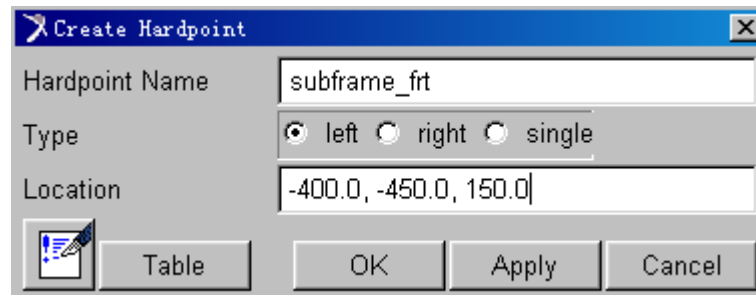 Create Hardpoint
Hardpoint Name subframe_frt
Type left right single
Location -400.0, -450.0, 150.0
Table OK Apply Cancel